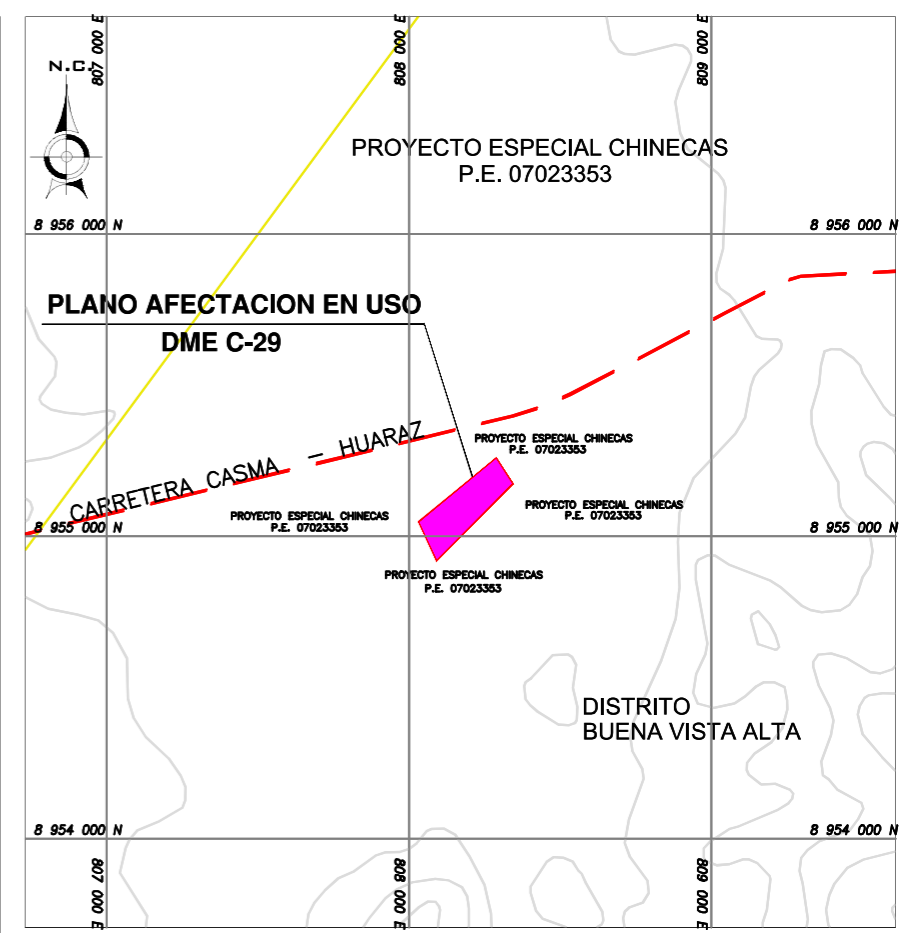 807 000 E
808 000 E
809 000 E
N.C.
PROYECTO ESPECIAL CHINECAS
P.E. 07023353
8 956 000 N
8 956 000 N
PLANO AFECTACION EN USO
DME C-29
CARRETERA CASMA - HUARAZ
PROYECTO ESPECIAL CHINECAS
P.E. 07023353
PROYECTO ESPECIAL CHINECAS
P.E. 07023353
PROYECTO ESPECIAL CHINECAS
P.E. 07023353
8 955 000 N
8 955 000 N
PROYECTO ESPECIAL CHINECAS
P.E. 07023353
DISTRITO
BUENA VISTA ALTA
8 954 000 N
8 954 000 N
807 000 E
808 000 E
809 000 E